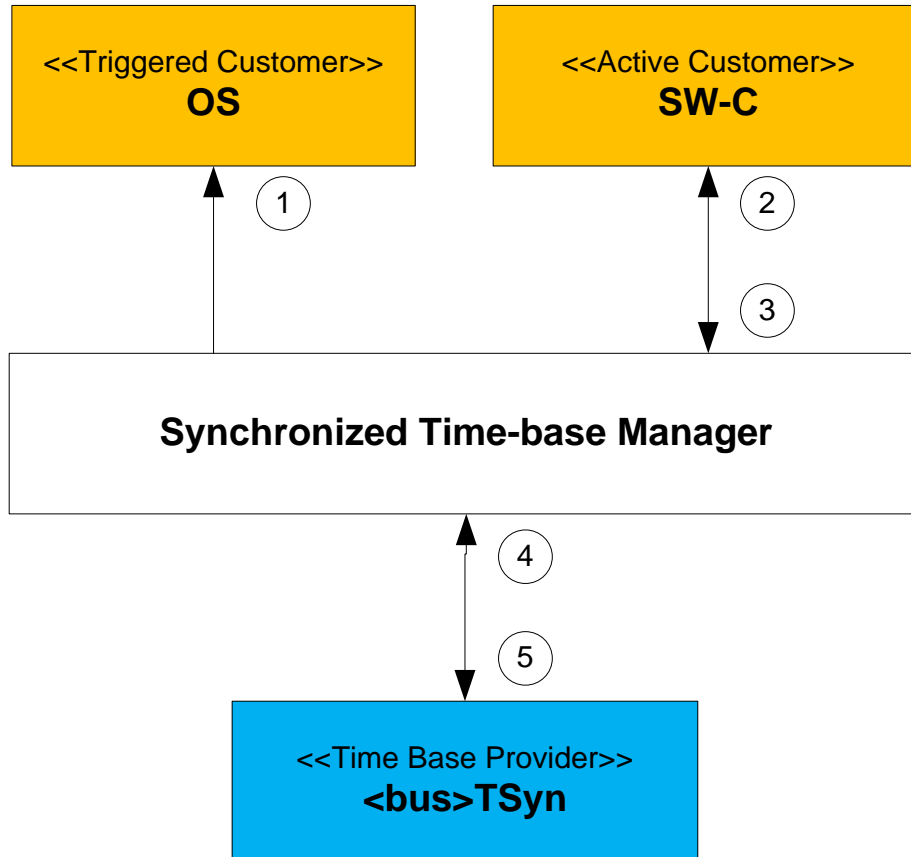 <<Triggered Customer>>
OS
<<Active Customer>>
SW-C
1
2
3
Synchronized Time-base Manager
4
5
<<Time Base Provider>>
<bus>TSyn